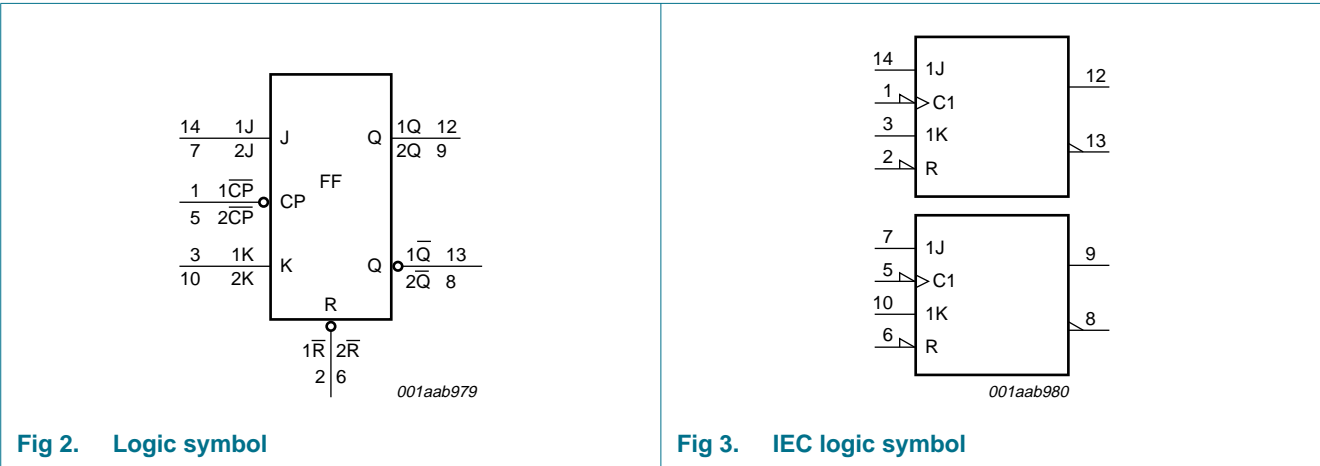 14 1J J Q 1Q 12
7 2J 2Q 9
FF
1 1C̅P̅ CP
5 2C̅P̅
3 1K K Q 1Q̅ 13
10 2K 2Q̅ 8
R
1R̅ 2R̅
2 6
001aab979
Fig 2. Logic symbol
14 1J 12
1 C1
3 1K 13
2 R
7 1J 9
5 C1
10 1K 8
6 R
001aab980
Fig 3. IEC logic symbol